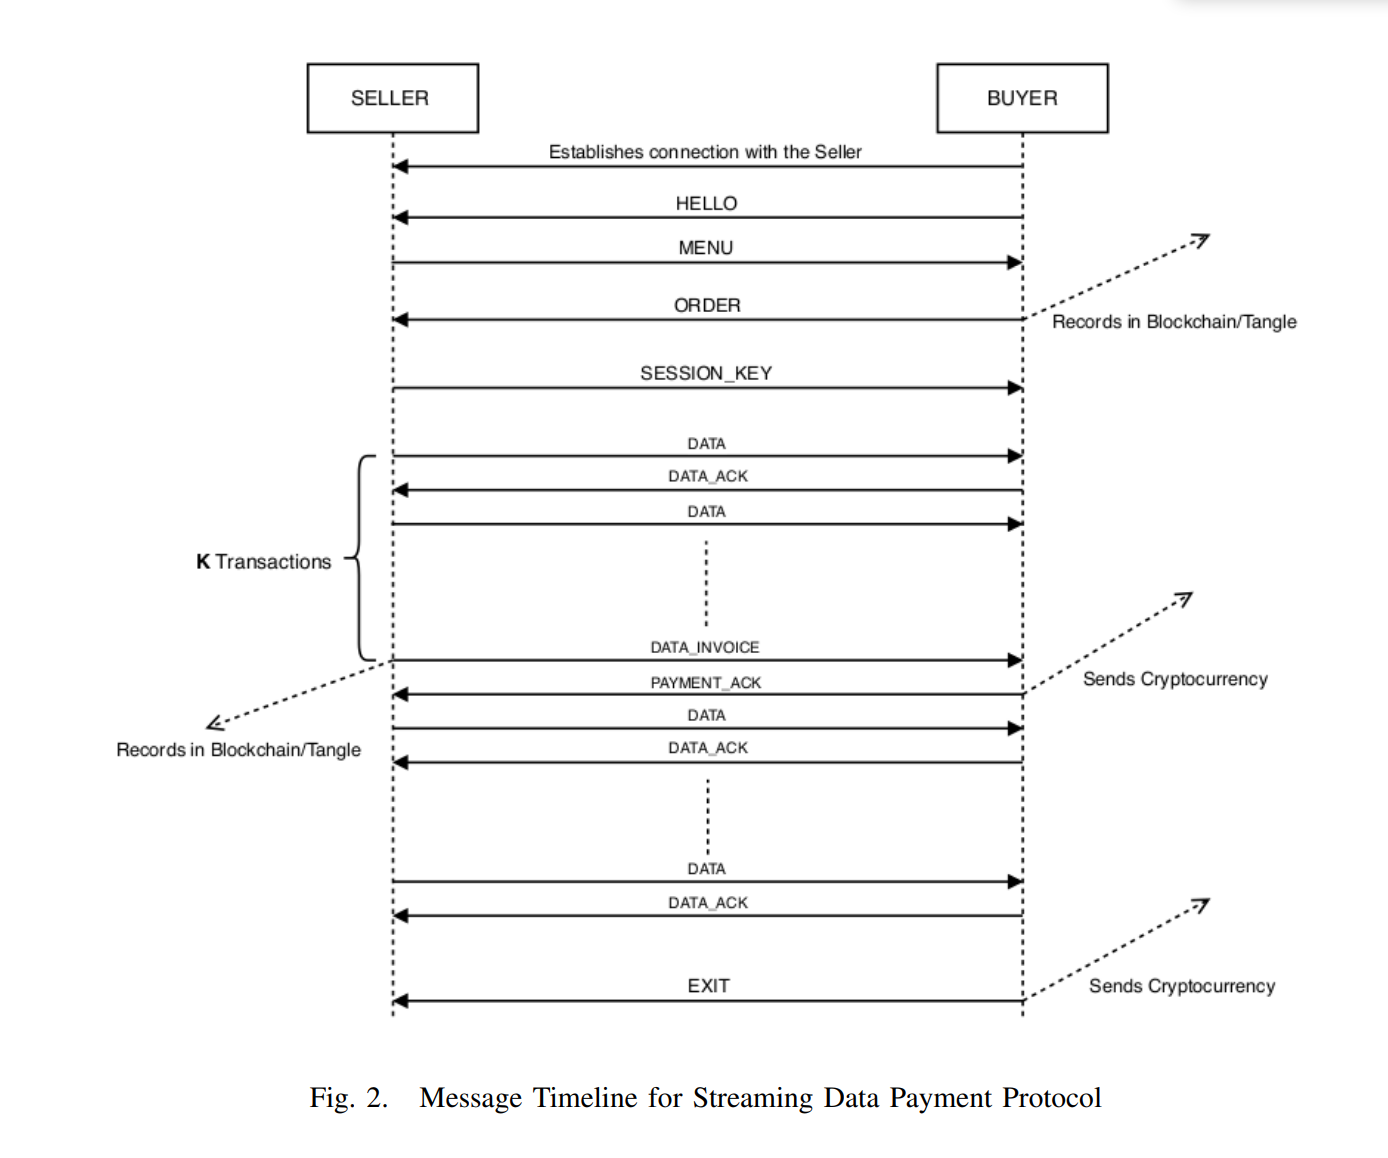 SELLER
BUYER
Establishes connection with the Seller
HELLO
MENU
ORDER
Records in Blockchain/Tangle
SESSION_KEY
DATA
DATA_ACK
DATA
K Transactions
DATA_INVOICE
PAYMENT_ACK
Sends Cryptocurrency
DATA
Records in Blockchain/Tangle
DATA_ACK
DATA
DATA_ACK
EXIT
Sends Cryptocurrency
Fig. 2. Message Timeline for Streaming Data Payment Protocol